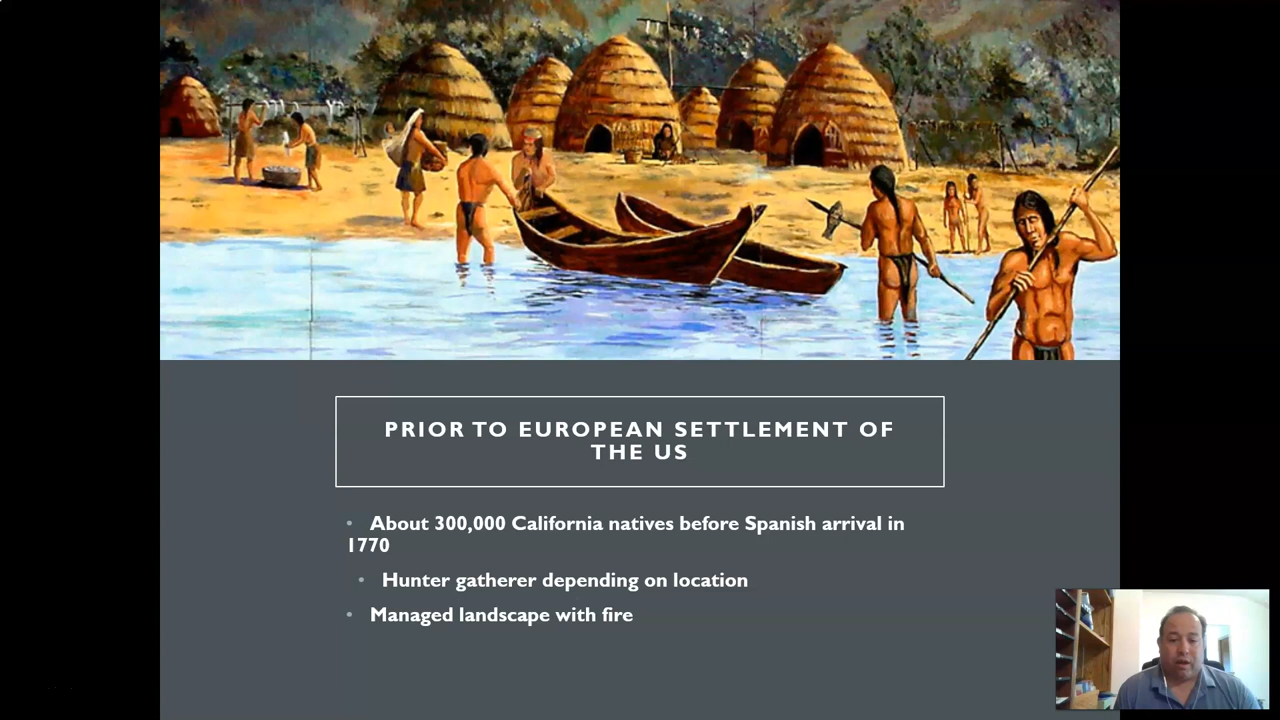 PRIOR TO EUROPEAN SETTLEMENT OF
THE US
• About 300,000 California natives before Spanish arrival in
1770
• Hunter gatherer depending on location
• Managed landscape with fire